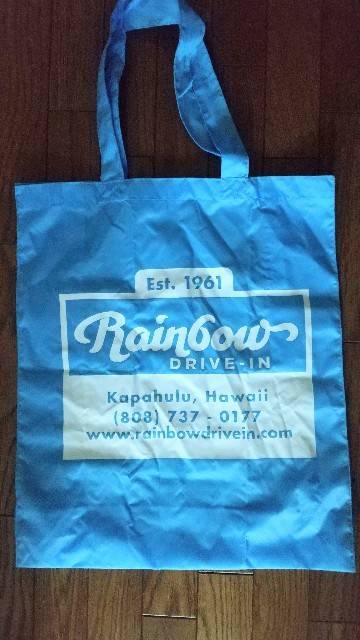 Est. 1961
Rainbow
DRIVE-IN
Kapahulu, Hawaii
(808) 737 - 0177
www.rainbowdrivein.com